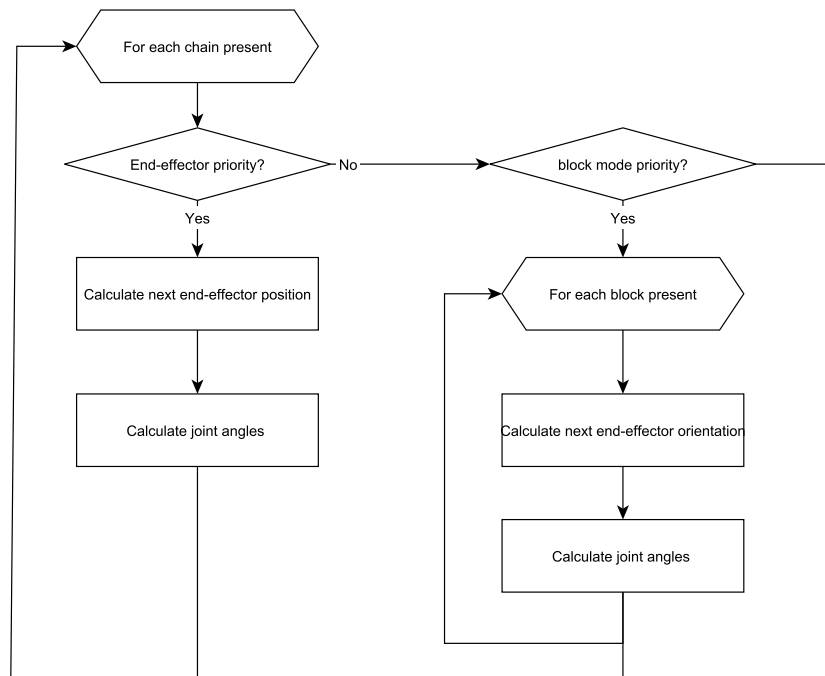 For each chain present
End-effector priority?
No
block mode priority?
Yes
Yes
Calculate next end-effector position
For each block present
Calculate joint angles
Calculate next end-effector orientation
Calculate joint angles